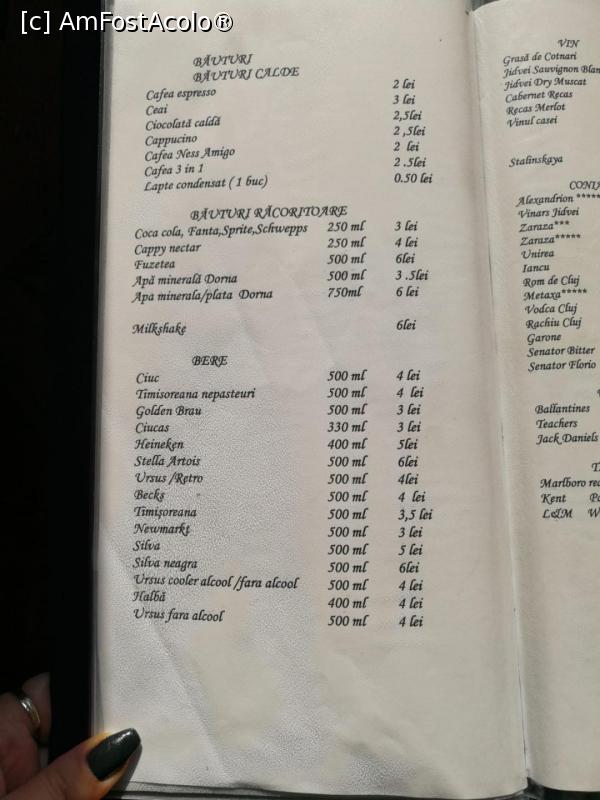 [c] AmFostAcolo®
BĂUTURI
BĂUTURI CALDE
Cafea espresso 2 lei
Ceai 3 lei
Ciocolată caldă 2,5lei
Cappucino 2 ,5lei
Cafea Ness Amigo 2 lei
Cafea 3 in 1 2 .5lei
Lapte condensat ( 1 buc) 0.50 lei
BĂUTURI RĂCORITOARE
Coca cola, Fanta,Sprite,Schwepps 250 ml 3 lei
Cappy nectar 250 ml 4 lei
Fuzetea 500 ml 6lei
Apă minerală Dorna 500 ml 3 .5lei
Apa minerala/plata Dorna 750ml 6 lei
Milkshake 6lei
BERE
Ciuc 500 ml 4 lei
Timisoreana nepasteuri 500 ml 4 lei
Golden Brau 500 ml 3 lei
Ciucas 330 ml 3 lei
Heineken 400 ml 5lei
Stella Artois 500 ml 6lei
Ursus /Retro 500 ml 4lei
Becks 500 ml 4 lei
Timişoreana 500 ml 3,5 lei
Newmarkt 500 ml 3 lei
Silva 500 ml 5 lei
Silva neagra 500 ml 6lei
Ursus cooler alcool /fara alcool 500 ml 4 lei
Halbă 400 ml 4 lei
Ursus fara alcool 500 ml 4 lei
VIN
Grasă de Cotnari
Jidvei Sauvignon Blan
Jidvei Dry Muscat
Cabernet Recas
Recas Merlot
Vinul casei
Stalinskaya
CONIA
Alexandrion *****
Vinars Jidvei
Zaraza***
Zaraza*****
Unirea
Iancu
Rom de Cluj
Metaxa*****
Vodca Cluj
Rachiu Cluj
Garone
Senator Bitter
Senator Florio
Ballantines
Teachers
Jack Daniels
Marlboro red
Kent
L&M